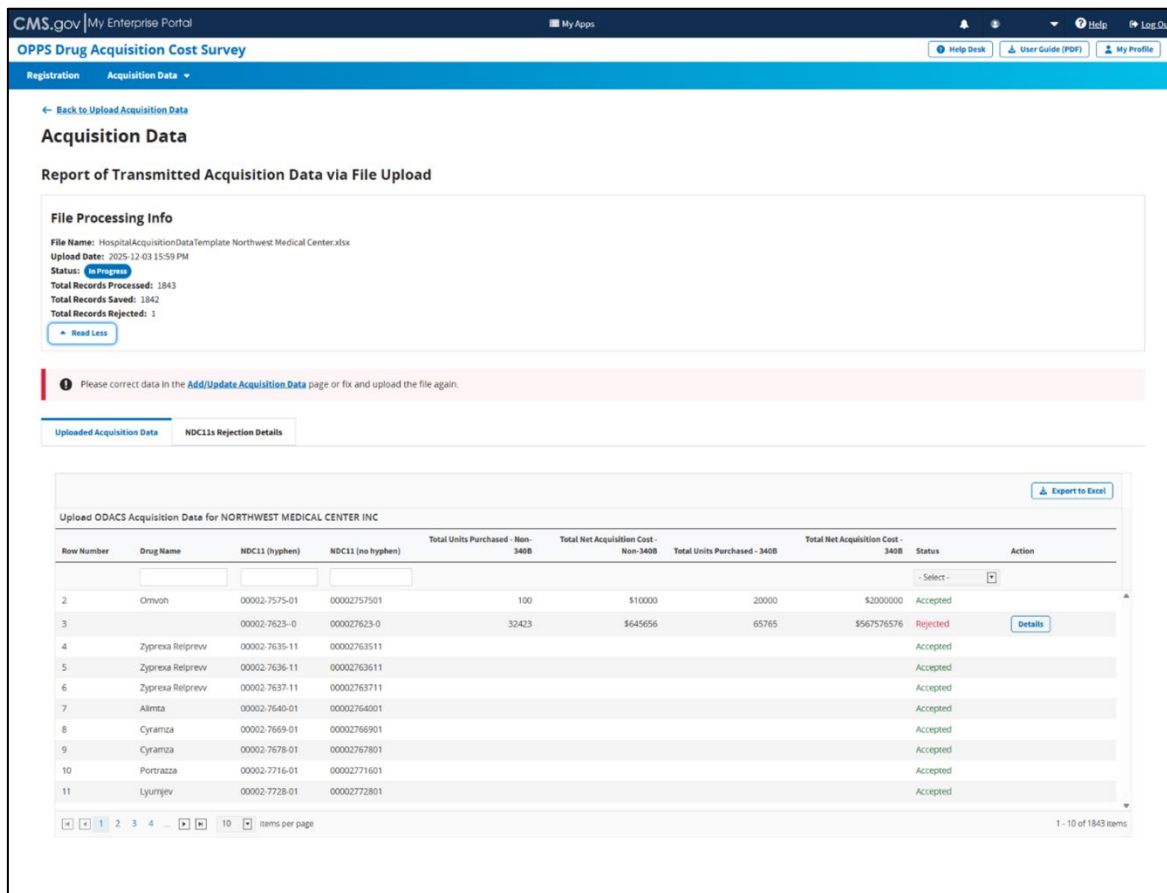 CMS.gov My Enterprise Portal My Apps Help Log Ou
OPPS Drug Acquisition Cost Survey Help Desk User Guide (PDF) My Profile
Registration Acquisition Data
Back to Upload Acquisition Data
Acquisition Data
Report of Transmitted Acquisition Data via File Upload
File Processing Info
File Name: HospitalAcquisitionDataTemplate Northwest Medical Center.xlsx
Upload Date: 2025-12-03 15:59 PM
Status: In Progress
Total Records Processed: 1843
Total Records Saved: 1842
Total Records Rejected: 1
Read Less
Please correct data in the Add/Update Acquisition Data page or fix and upload the file again.
Uploaded Acquisition Data NDC11s Rejection Details
Export to Excel
Upload ODACS Acquisition Data for NORTHWEST MEDICAL CENTER INC
Row Number Drug Name NDC11 (hyphen) NDC11 (no hyphen) Total Units Purchased - Non-340B Total Net Acquisition Cost - Non-340B Total Units Purchased - 340B Total Net Acquisition Cost - 340B Status Action
- Select -
2 Omvoh 00002-7575-01 00002757501 100 $10000 20000 $2000000 Accepted
3 00002-7623--0 000027623-0 32423 $645656 65765 $567576576 Rejected Details
4 Zyprexa Relprevv 00002-7635-11 00002763511 Accepted
5 Zyprexa Relprevv 00002-7636-11 00002763611 Accepted
6 Zyprexa Relprevv 00002-7637-11 00002763711 Accepted
7 Alimta 00002-7640-01 00002764001 Accepted
8 Cyramza 00002-7669-01 00002766901 Accepted
9 Cyramza 00002-7678-01 00002767801 Accepted
10 Portrazza 00002-7716-01 00002771601 Accepted
11 Lyumjev 00002-7728-01 00002772801 Accepted
1 2 3 4 ... 10 items per page 1 - 10 of 1843 items